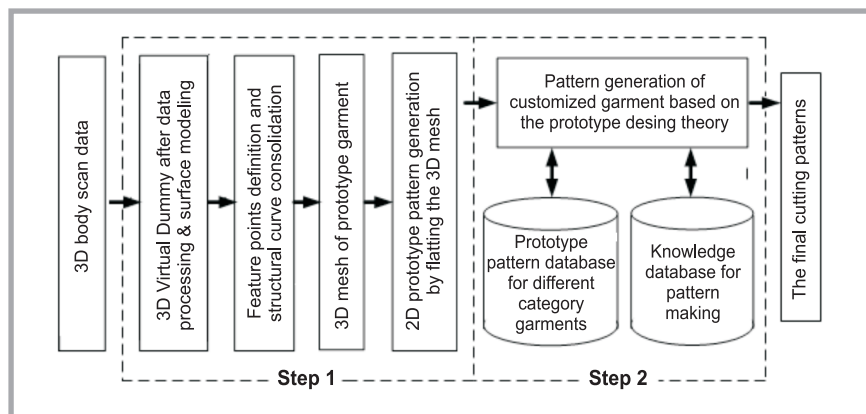 3D body scan data
3D Virtual Dummy after data
processing & surface modeling
Feature points definition and
structural curve consolidation
3D mesh of prototype garment
2D prototype pattern generation
by flatting the 3D mesh
Step 1
Pattern generation of
customized garment based on
the prototype desing theory
Prototype
pattern database
for different
category
garments
Knowledge
database for
pattern
making
Step 2
The final cutting patterns